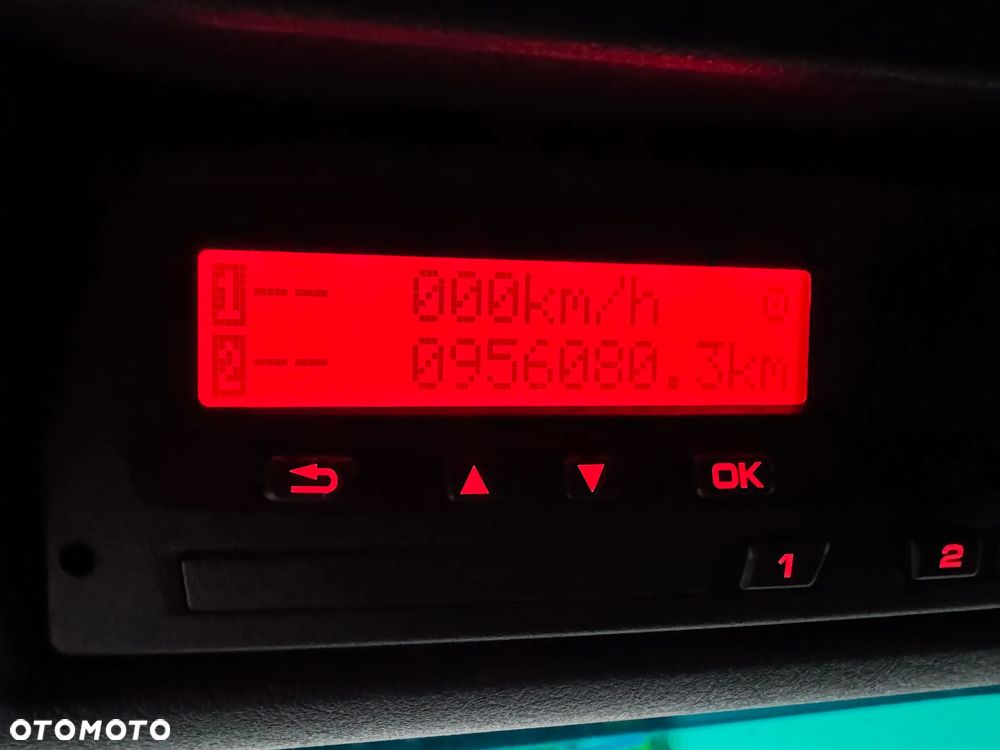 1 -- 000km/h
2 -- 0956080.3km
OK
1 2
OTOMOTO